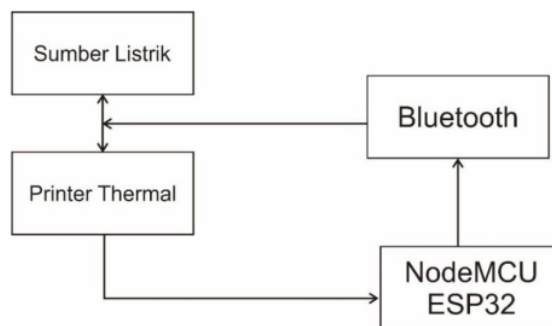 Sumber Listrik
Bluetooth
Printer Thermal
NodeMCU
ESP32